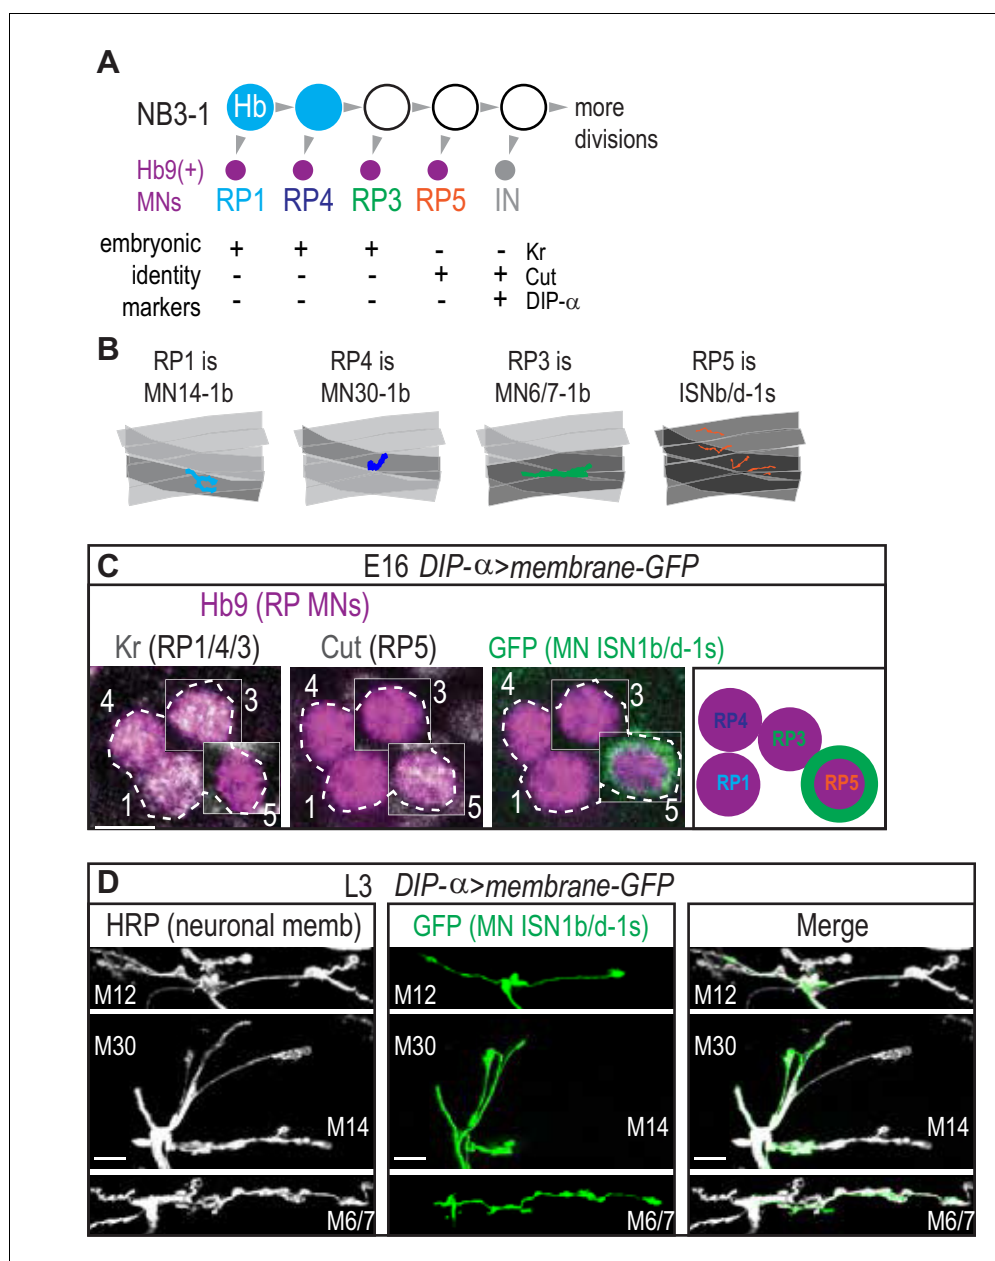 A
NB3-1
Hb
more
divisions
Hb9(+)
MNs
RP1 RP4 RP3 RP5 IN
embryonic
identity
markers
+ + + - - Kr
- - - + + Cut
- - - - + DIP-α
B
RP1 is
MN14-1b
RP4 is
MN30-1b
RP3 is
MN6/7-1b
RP5 is
ISNb/d-1s
C
E16 DIP-α>membrane-GFP
Hb9 (RP MNs)
Kr (RP1/4/3)
Cut (RP5)
GFP (MN ISN1b/d-1s)
4
3
1
5
4
3
1
5
4
3
1
5
RP4
RP3
RP1
RP5
D
L3 DIP-α>membrane-GFP
HRP (neuronal memb)
GFP (MN ISN1b/d-1s)
Merge
M12
M12
M12
M30
M14
M30
M14
M30
M14
M6/7
M6/7
M6/7